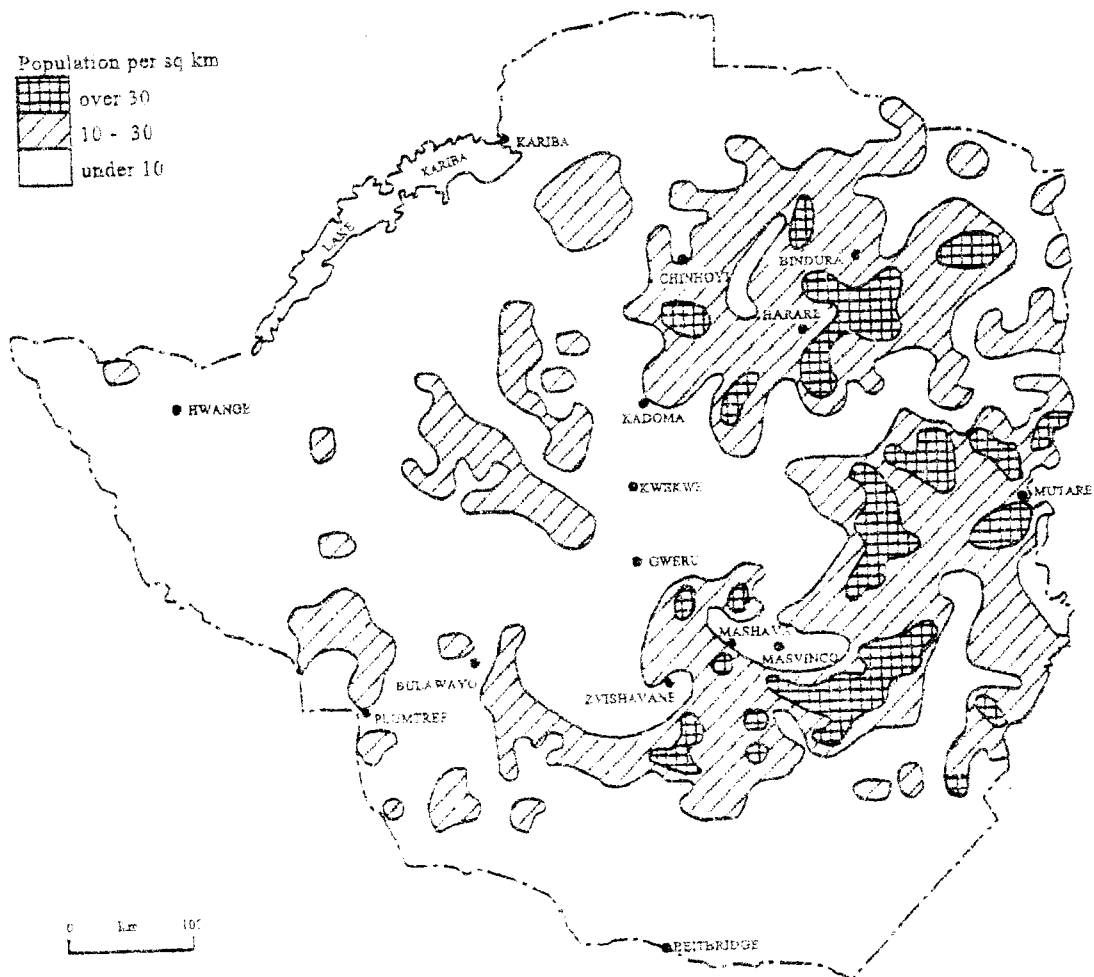 Population per sq km
over 30
10 - 30
under 10
KARIBA
LAKE KARIBA
CHINHOYI
BINDURA
HARARE
HWANGE
KADOMA
KWEKWE
MUTARE
GWERU
MASHAVA
MASVINGO
BULAWAYO
ZVISHAVANE
PLUMTREE
0 km 100
BEITBRIDGE